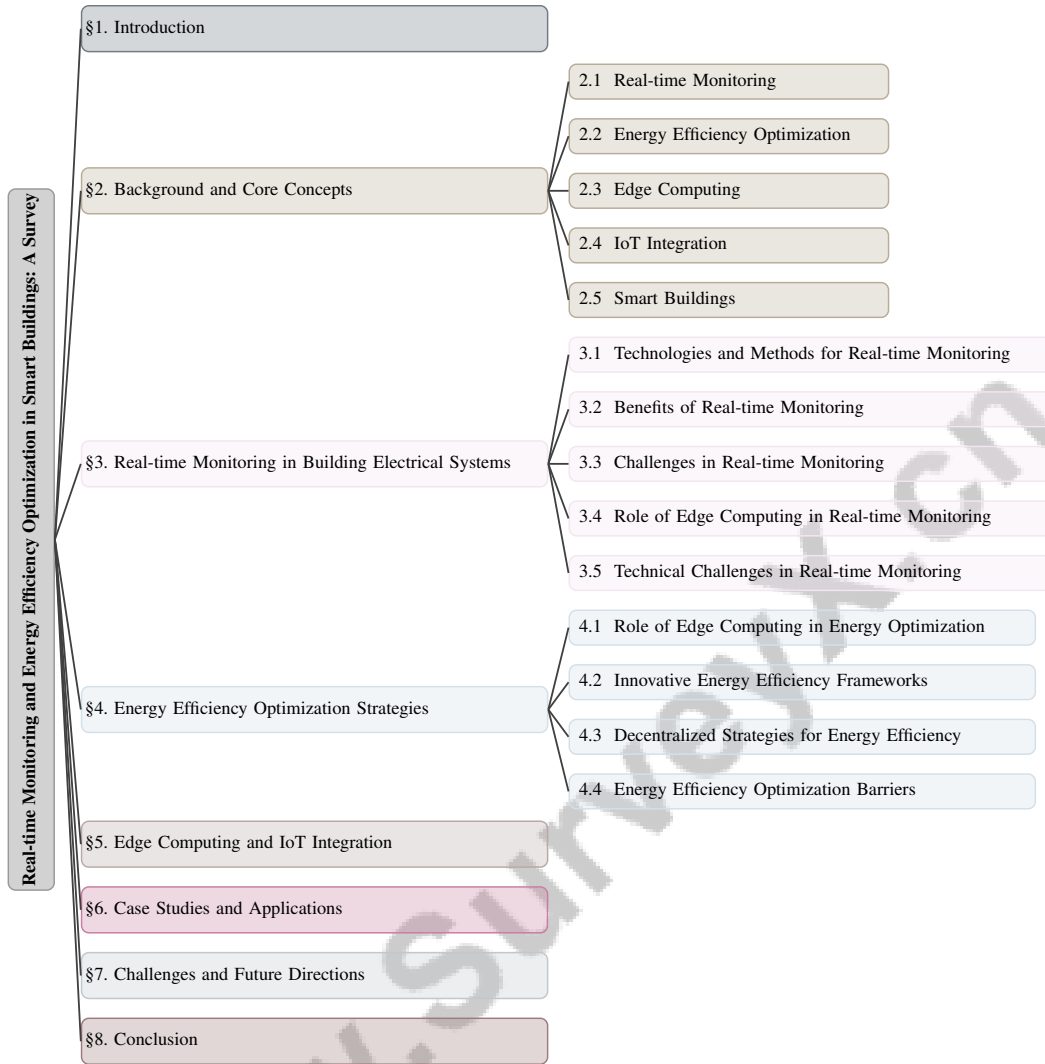 Real-time Monitoring and Energy Efficiency Optimization in Smart Buildings: A Survey
§1. Introduction
§2. Background and Core Concepts
2.1 Real-time Monitoring
2.2 Energy Efficiency Optimization
2.3 Edge Computing
2.4 IoT Integration
2.5 Smart Buildings
§3. Real-time Monitoring in Building Electrical Systems
3.1 Technologies and Methods for Real-time Monitoring
3.2 Benefits of Real-time Monitoring
3.3 Challenges in Real-time Monitoring
3.4 Role of Edge Computing in Real-time Monitoring
3.5 Technical Challenges in Real-time Monitoring
§4. Energy Efficiency Optimization Strategies
4.1 Role of Edge Computing in Energy Optimization
4.2 Innovative Energy Efficiency Frameworks
4.3 Decentralized Strategies for Energy Efficiency
4.4 Energy Efficiency Optimization Barriers
§5. Edge Computing and IoT Integration
§6. Case Studies and Applications
§7. Challenges and Future Directions
§8. Conclusion
w.SurveyX.cn